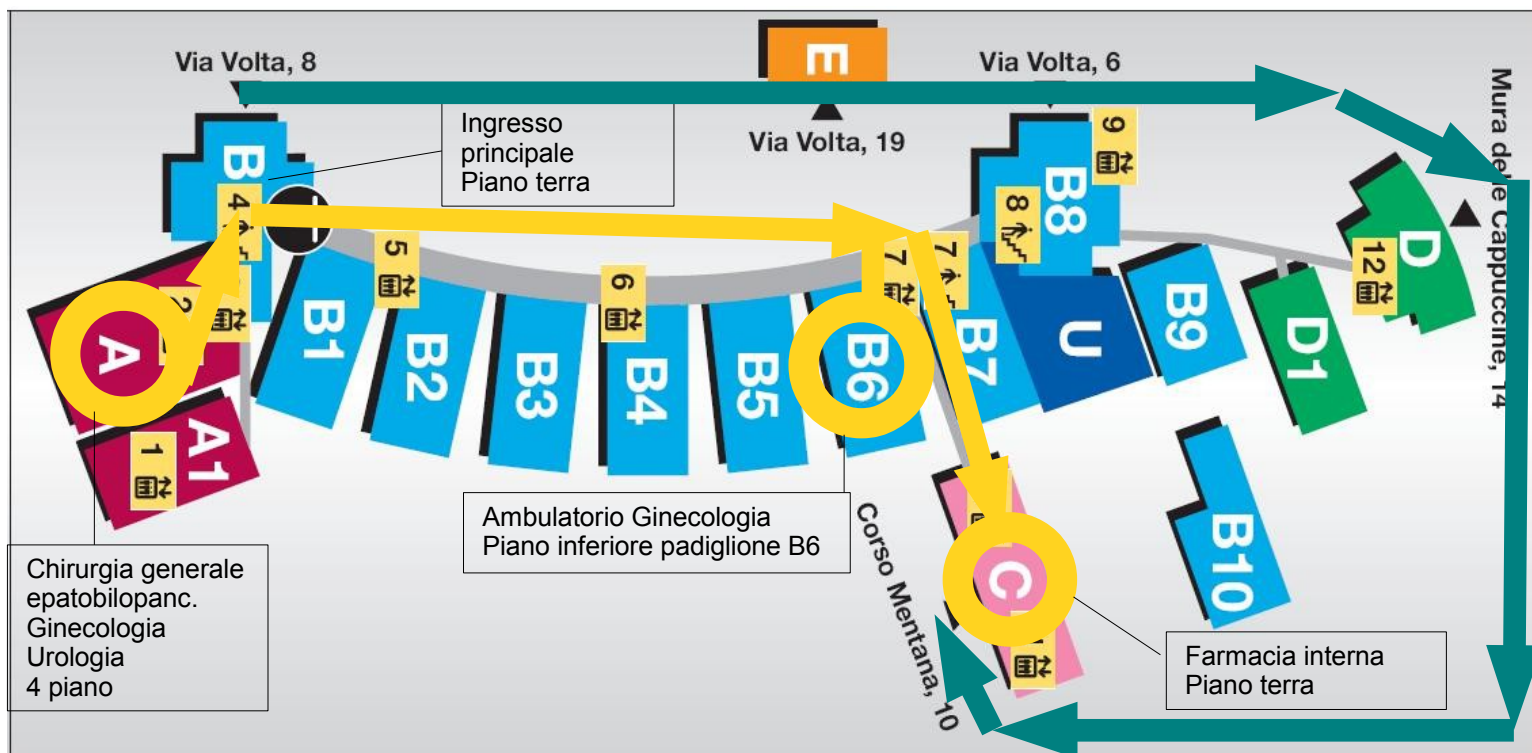 Via Volta, 8
E
Via Volta, 6
Ingresso
principale
Piano terra
Via Volta, 19
Mura delle Cappuccine, 14
B
4
9
B8
8
D
12
5
6
7
7
A
2
B1
B2
B3
B4
B5
B6
B7
U
B9
D1
A1
1
Ambulatorio Ginecologia
Piano inferiore padiglione B6
Corso Mentana, 10
C
B10
Chirurgia generale
epatobilopanc.
Ginecologia
Urologia
4 piano
Farmacia interna
Piano terra